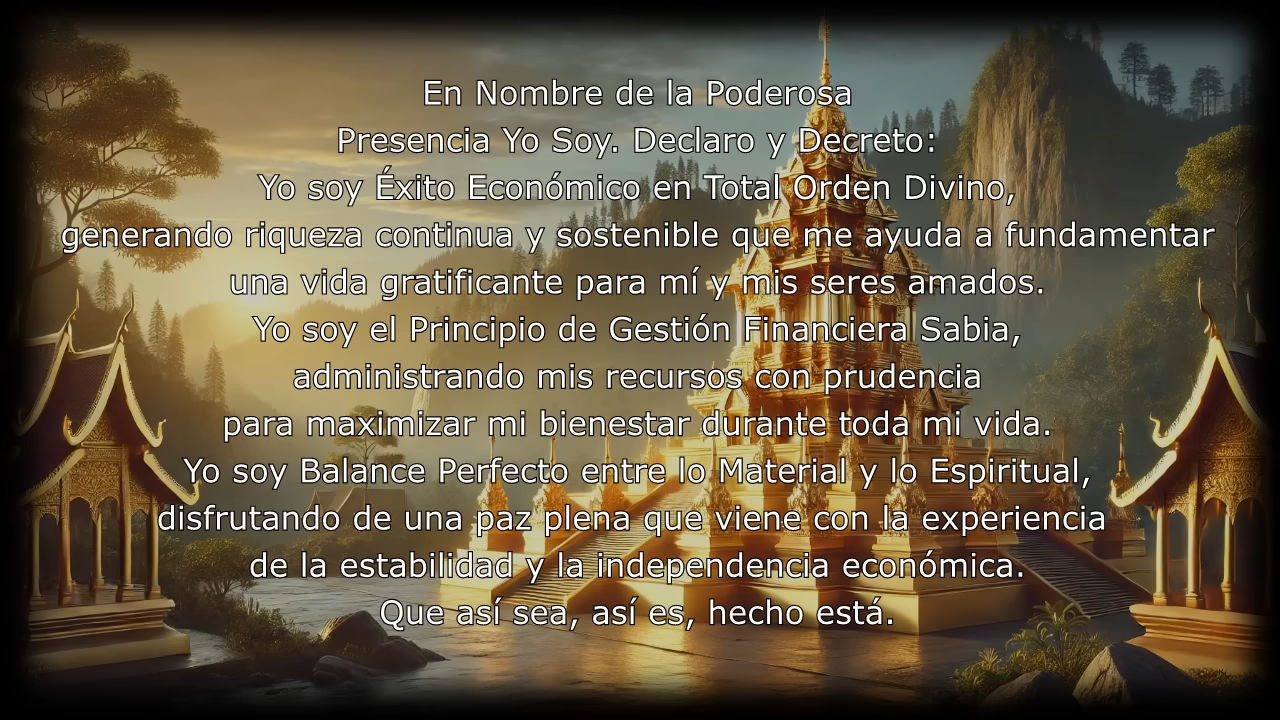 En Nombre de la Poderosa
Presencia Yo Soy. Declaro y Decreto:
Yo soy Éxito Económico en Total Orden Divino,
generando riqueza continua y sostenible que me ayuda a fundamentar
una vida gratificante para mí y mis seres amados.
Yo soy el Principio de Gestión Financiera Sabia,
administrando mis recursos con prudencia
para maximizar mi bienestar durante toda mi vida.
Yo soy Balance Perfecto entre lo Material y lo Espiritual,
disfrutando de una paz plena que viene con la experiencia
de la estabilidad y la independencia económica.
Que así sea, así es, hecho está.